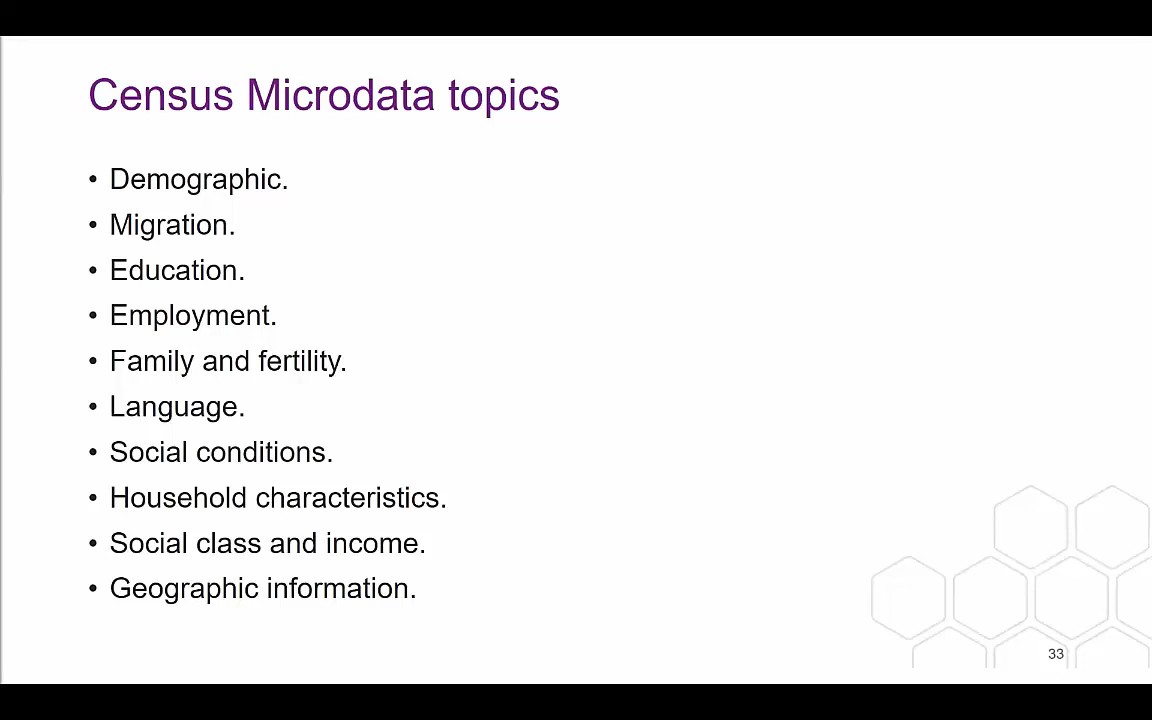 Census Microdata topics
• Demographic.
• Migration.
• Education.
• Employment.
• Family and fertility.
• Language.
• Social conditions.
• Household characteristics.
• Social class and income.
• Geographic information.
33